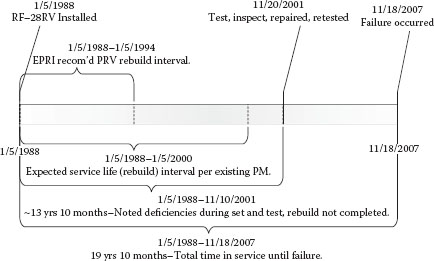 1/5/1988
RF–28RV Installed
11/20/2001
Test, inspect, repaired, retested
11/18/2007
Failure occurred
1/5/1988–1/5/1994
EPRI recom'd PRV rebuild interval.
1/5/1988
11/18/2007
1/5/1988–1/5/2000
Expected service life (rebuild) interval per existing PM.
1/5/1988–11/10/2001
~13 yrs 10 months–Noted deficiencies during set and test, rebuild not completed.
1/5/1988–11/18/2007
19 yrs 10 months–Total time in service until failure.